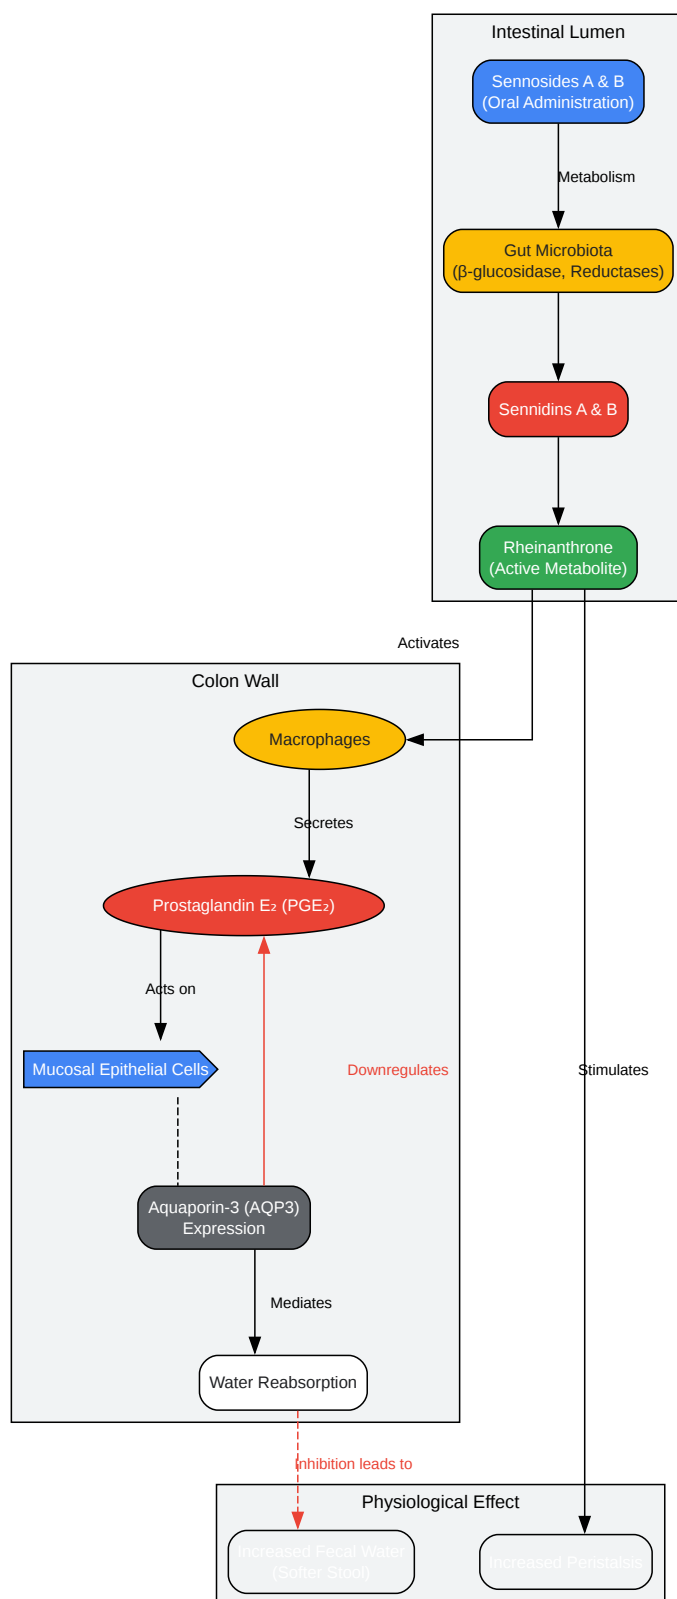 Intestinal Lumen
Sennosides A & B
(Oral Administration)
Metabolism
Gut Microbiota
(β-glucosidase, Reductases)
Sennidins A & B
Rheinanthrone
(Active Metabolite)
Activates
Colon Wall
Macrophages
Secretes
Prostaglandin E₂ (PGE₂)
Acts on
Mucosal Epithelial Cells
Downregulates
Stimulates
Aquaporin-3 (AQP3)
Expression
Mediates
Water Reabsorption
Inhibition leads to
Physiological Effect
Increased Fecal Water
(Softer Stool)
Increased Peristalsis